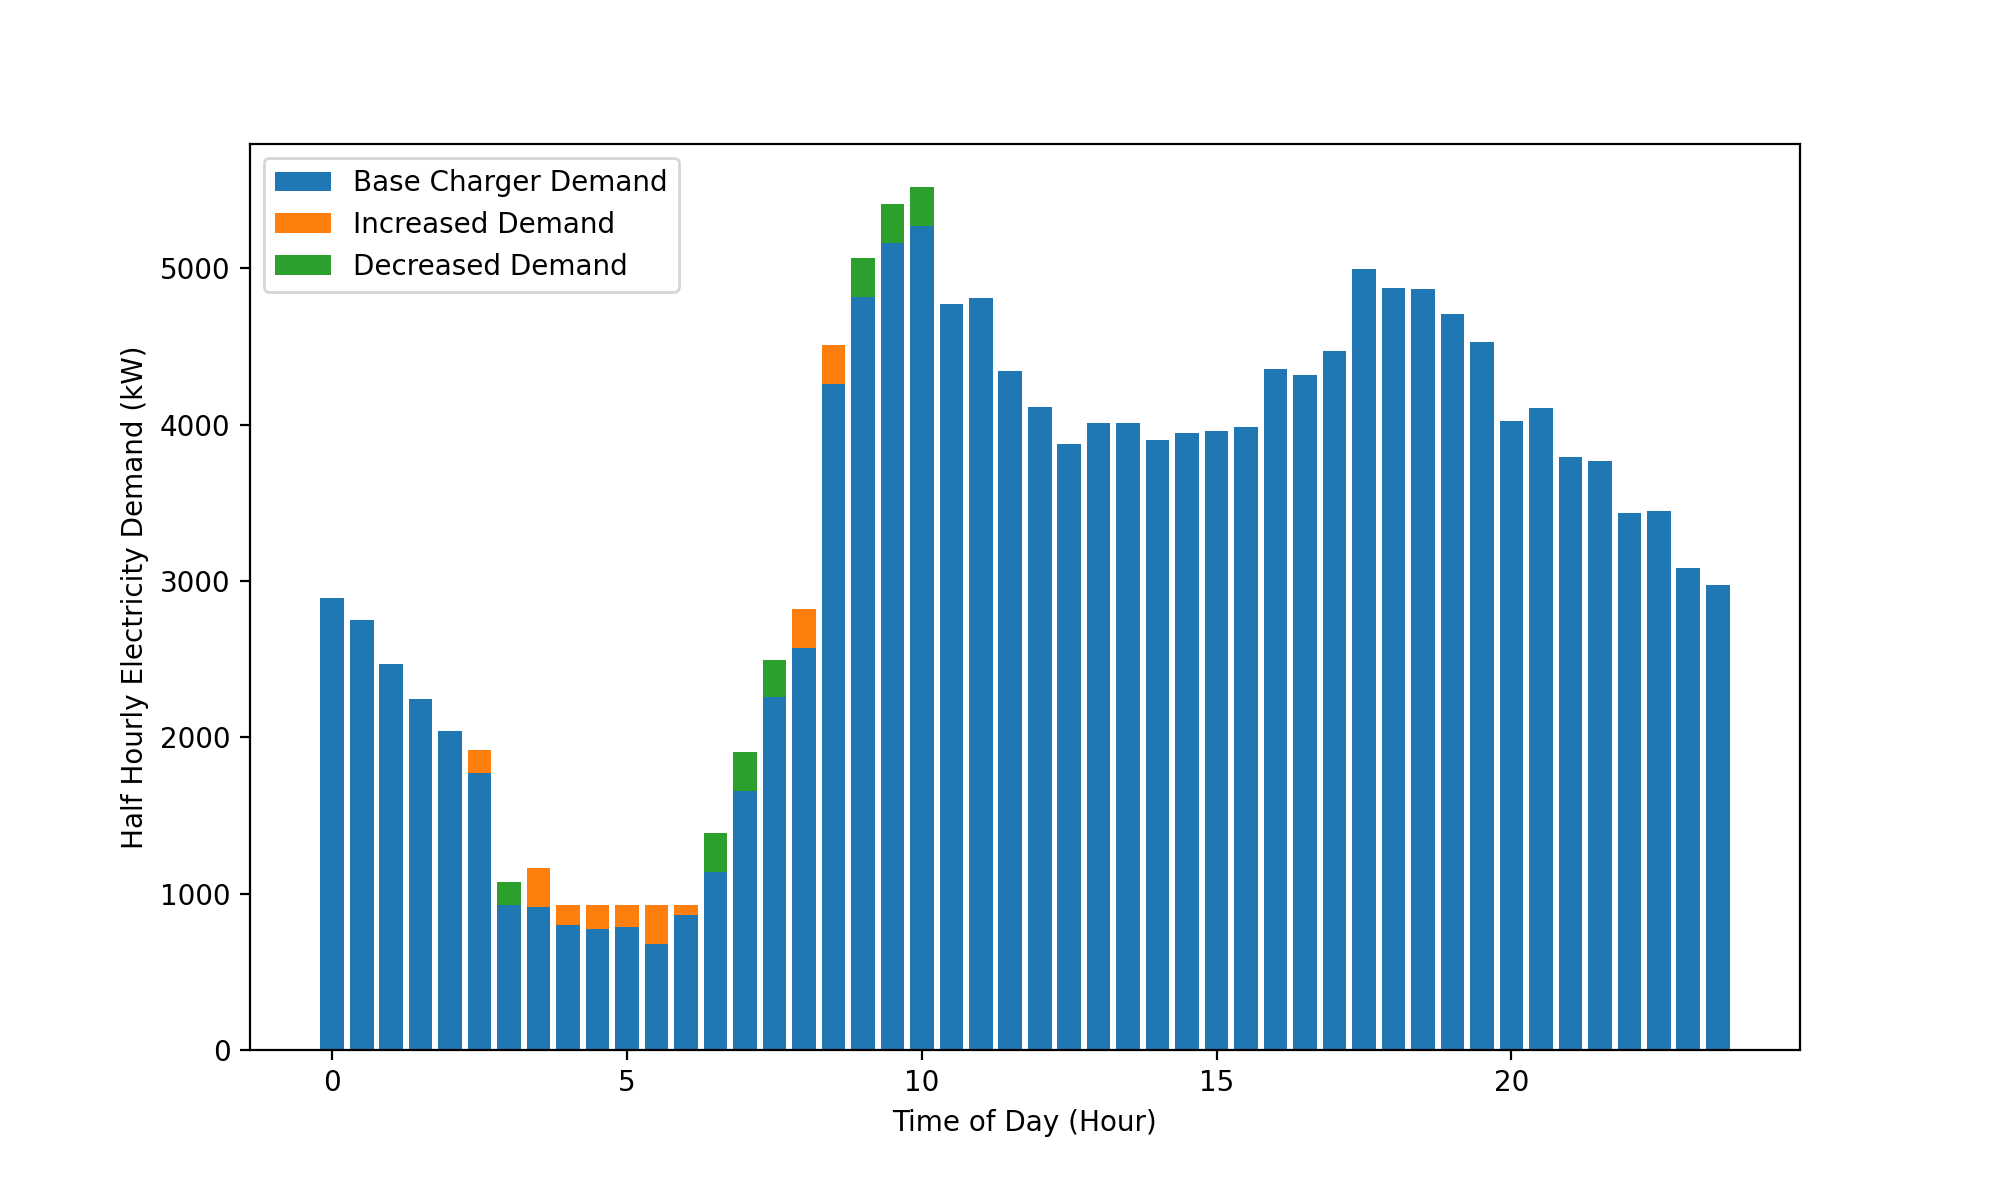 Base Charger Demand
Increased Demand
Decreased Demand
Half Hourly Electricity Demand (kW)
5000
4000
3000
2000
1000
0
0 5 10 15 20
Time of Day (Hour)